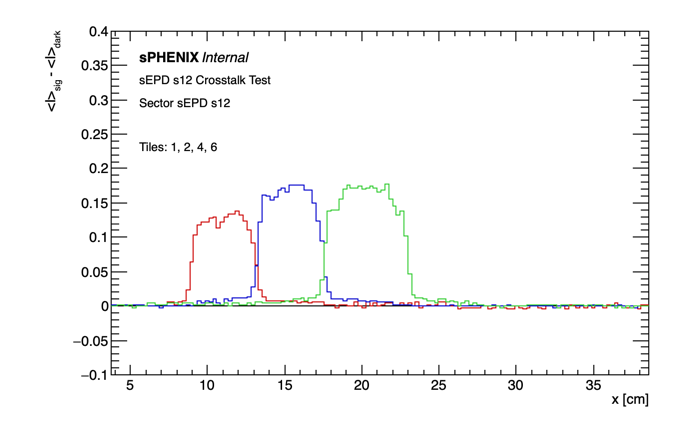 0.4
<I>sig - <I>dark
sPHENIX Internal
0.35
sEPD s12 Crosstalk Test
0.3
Sector sEPD s12
0.25
Tiles: 1, 2, 4, 6
0.2
0.15
0.1
0.05
0
−0.05
−0.1
5 10 15 20 25 30 35
x [cm]